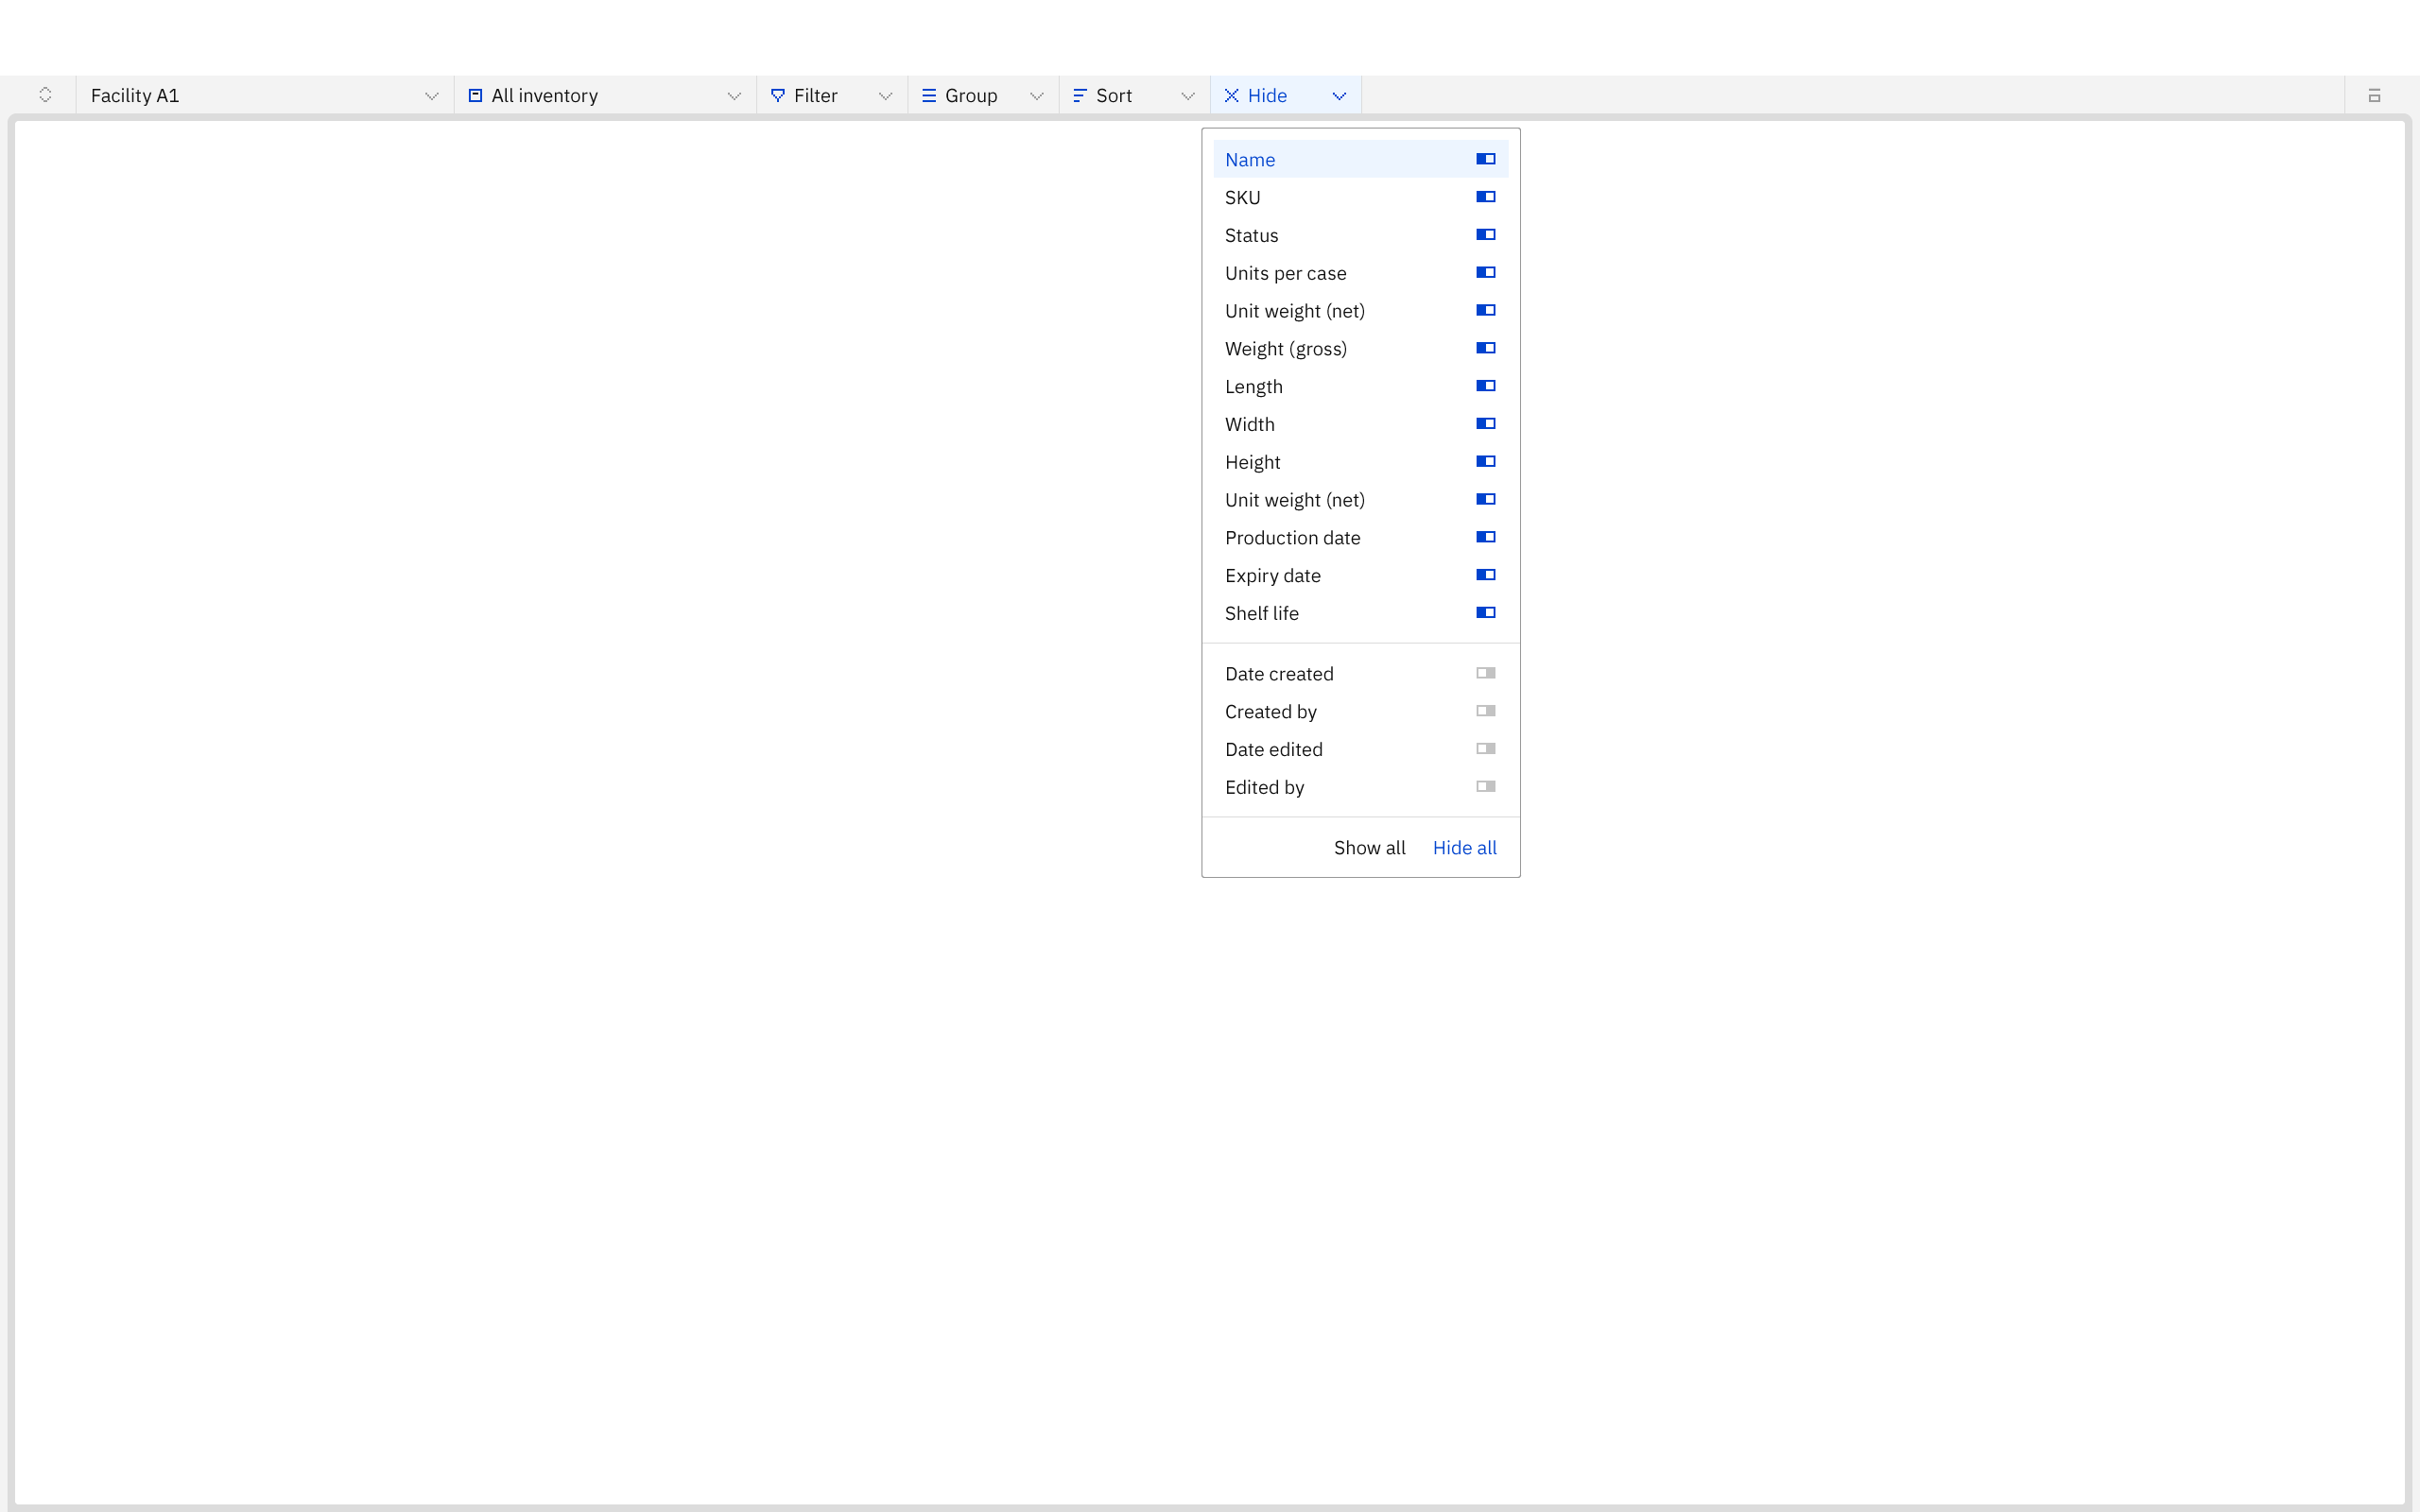 Facility A1 All inventory Filter Group Sort Hide
Name
SKU
Status
Units per case
Unit weight (net)
Weight (gross)
Length
Width
Height
Unit weight (net)
Production date
Expiry date
Shelf life
Date created
Created by
Date edited
Edited by
Show all Hide all